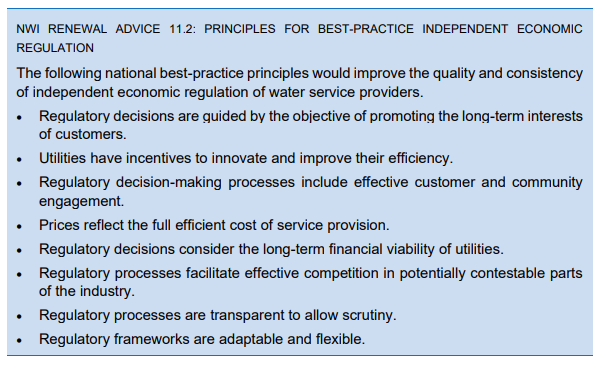 NWI RENEWAL ADVICE 11.2: PRINCIPLES FOR BEST-PRACTICE INDEPENDENT ECONOMIC
REGULATION
The following national best-practice principles would improve the quality and consistency
of independent economic regulation of water service providers.
• Regulatory decisions are guided by the objective of promoting the long-term interests
of customers.
• Utilities have incentives to innovate and improve their efficiency.
• Regulatory decision-making processes include effective customer and community
engagement.
• Prices reflect the full efficient cost of service provision.
• Regulatory decisions consider the long-term financial viability of utilities.
• Regulatory processes facilitate effective competition in potentially contestable parts
of the industry.
• Regulatory processes are transparent to allow scrutiny.
• Regulatory frameworks are adaptable and flexible.